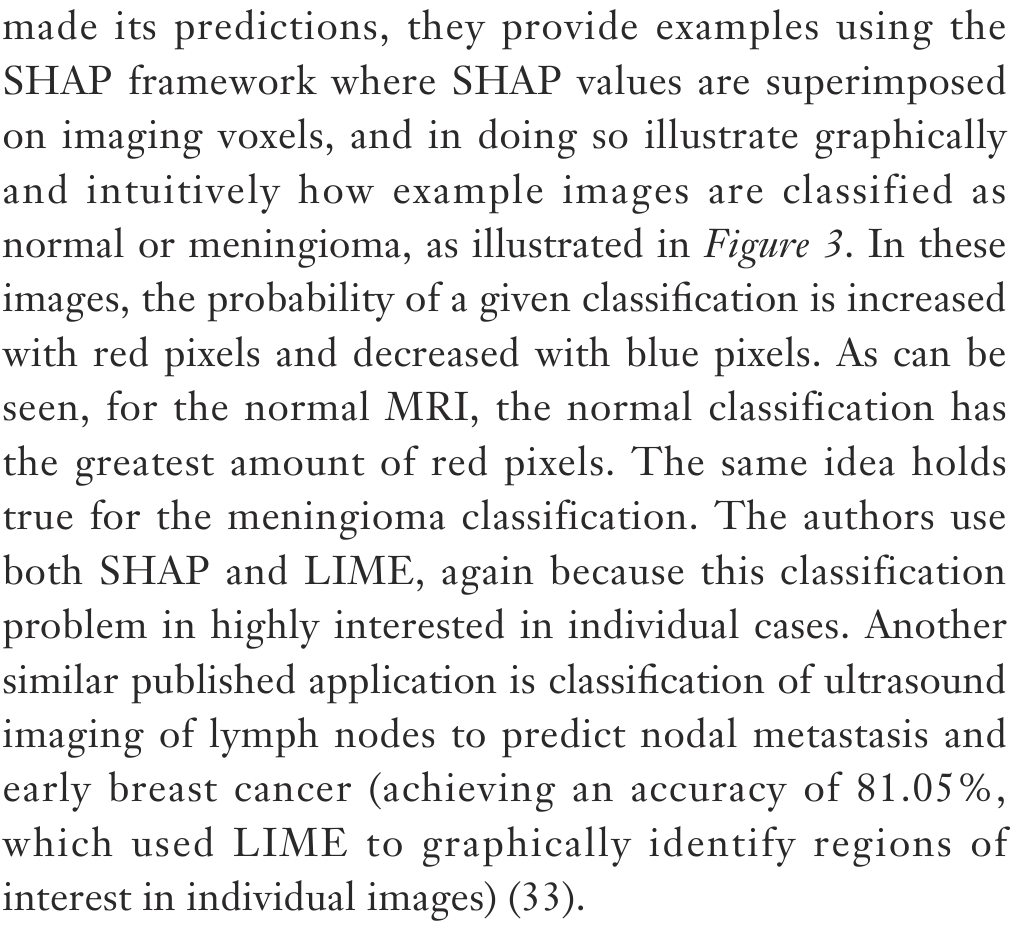 made its predictions, they provide examples using the
SHAP framework where SHAP values are superimposed
on imaging voxels, and in doing so illustrate graphically
and intuitively how example images are classified as
normal or meningioma, as illustrated in Figure 3. In these
images, the probability of a given classification is increased
with red pixels and decreased with blue pixels. As can be
seen, for the normal MRI, the normal classification has
the greatest amount of red pixels. The same idea holds
true for the meningioma classification. The authors use
both SHAP and LIME, again because this classification
problem in highly interested in individual cases. Another
similar published application is classification of ultrasound
imaging of lymph nodes to predict nodal metastasis and
early breast cancer (achieving an accuracy of 81.05%,
which used LIME to graphically identify regions of
interest in individual images) (33).